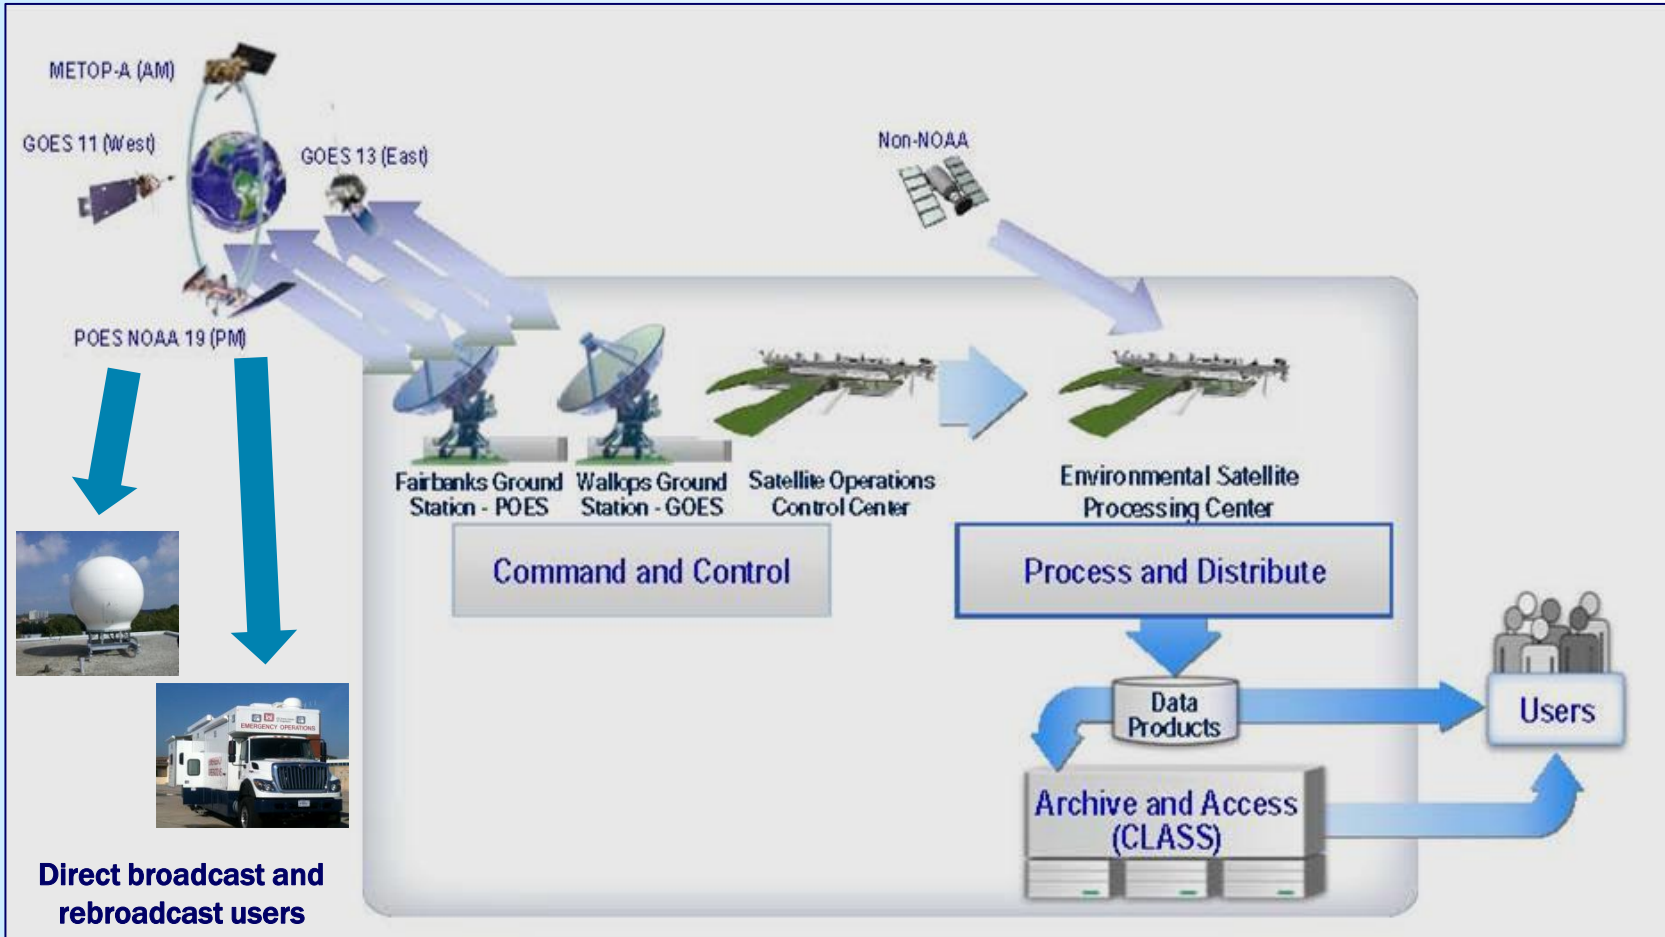 METOP-A (AM)
GOES 11 (West)
GOES 13 (East)
POES NOAA 19 (PM)
Non-NOAA
Fairbanks Ground
Station - POES
Wallops Ground
Station - GOES
Satellite Operations
Control Center
Environmental Satellite
Processing Center
Command and Control
Process and Distribute
Data
Products
Users
Archive and Access
(CLASS)
EMERGENCY OPERATIONS
Direct broadcast and
rebroadcast users